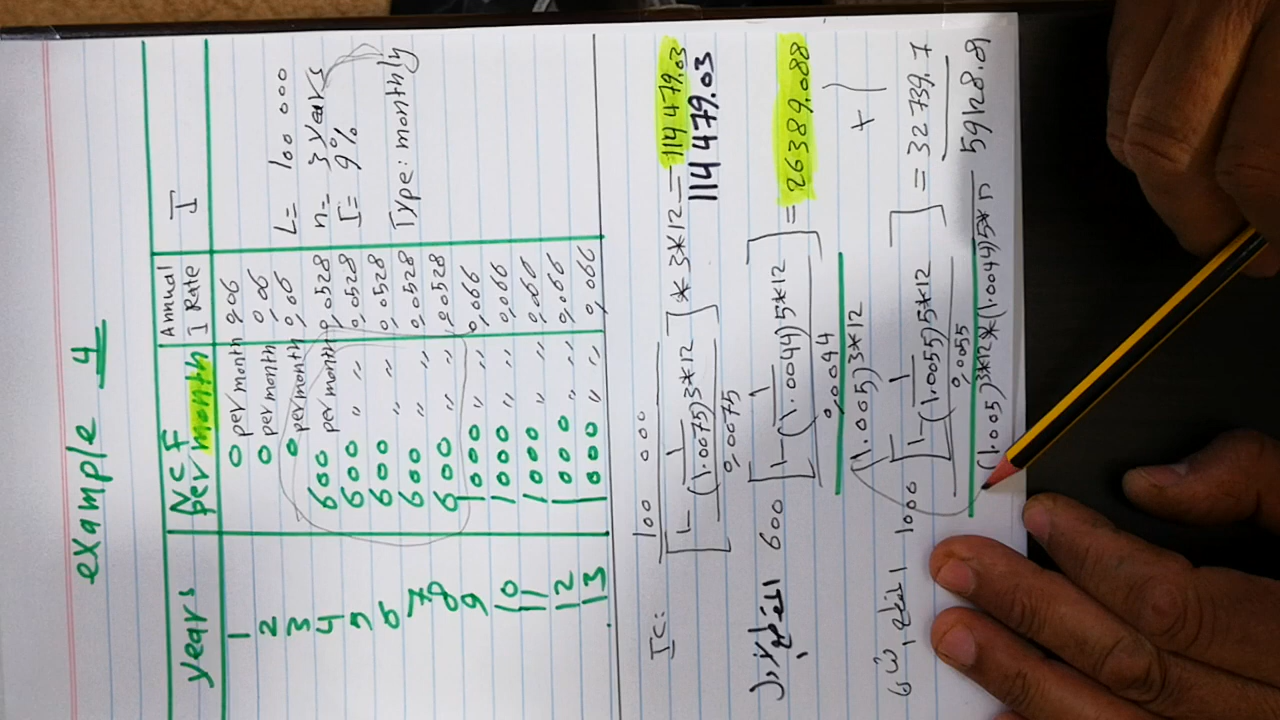 example 4
years NCF per month Annual I Rate I
1 0 per month 0,06
2 0 per month 0,06
3 0 per month 0,06 L= 100 000
4 600 per month 0,0528 n= 3 years
5 600 " " 0,0528 I= 9%
6 600 " " 0,0528
7 600 " " 0,0528 Type: monthly
8 600 " " 0,0528
9 1000 " " 0,066
10 1000 " " 0,066
11 1000 " " 0,066
12 1000 " " 0,066
13 1000 " " 0,066
IC: 100 000
[1- 1 ] * 3*12 = 114 479.03
(1.0075)3*12 114 479.03
0,0075
600 [1- 1 ] = 26389.088
(1.0044)5*12
0,0044
(1.005)3*12 +
1000 [1- 1 ] = 32739.7
(1.0055)5*12
0,0055 59128.8
(1.005)3*12*(1.0044)5*12